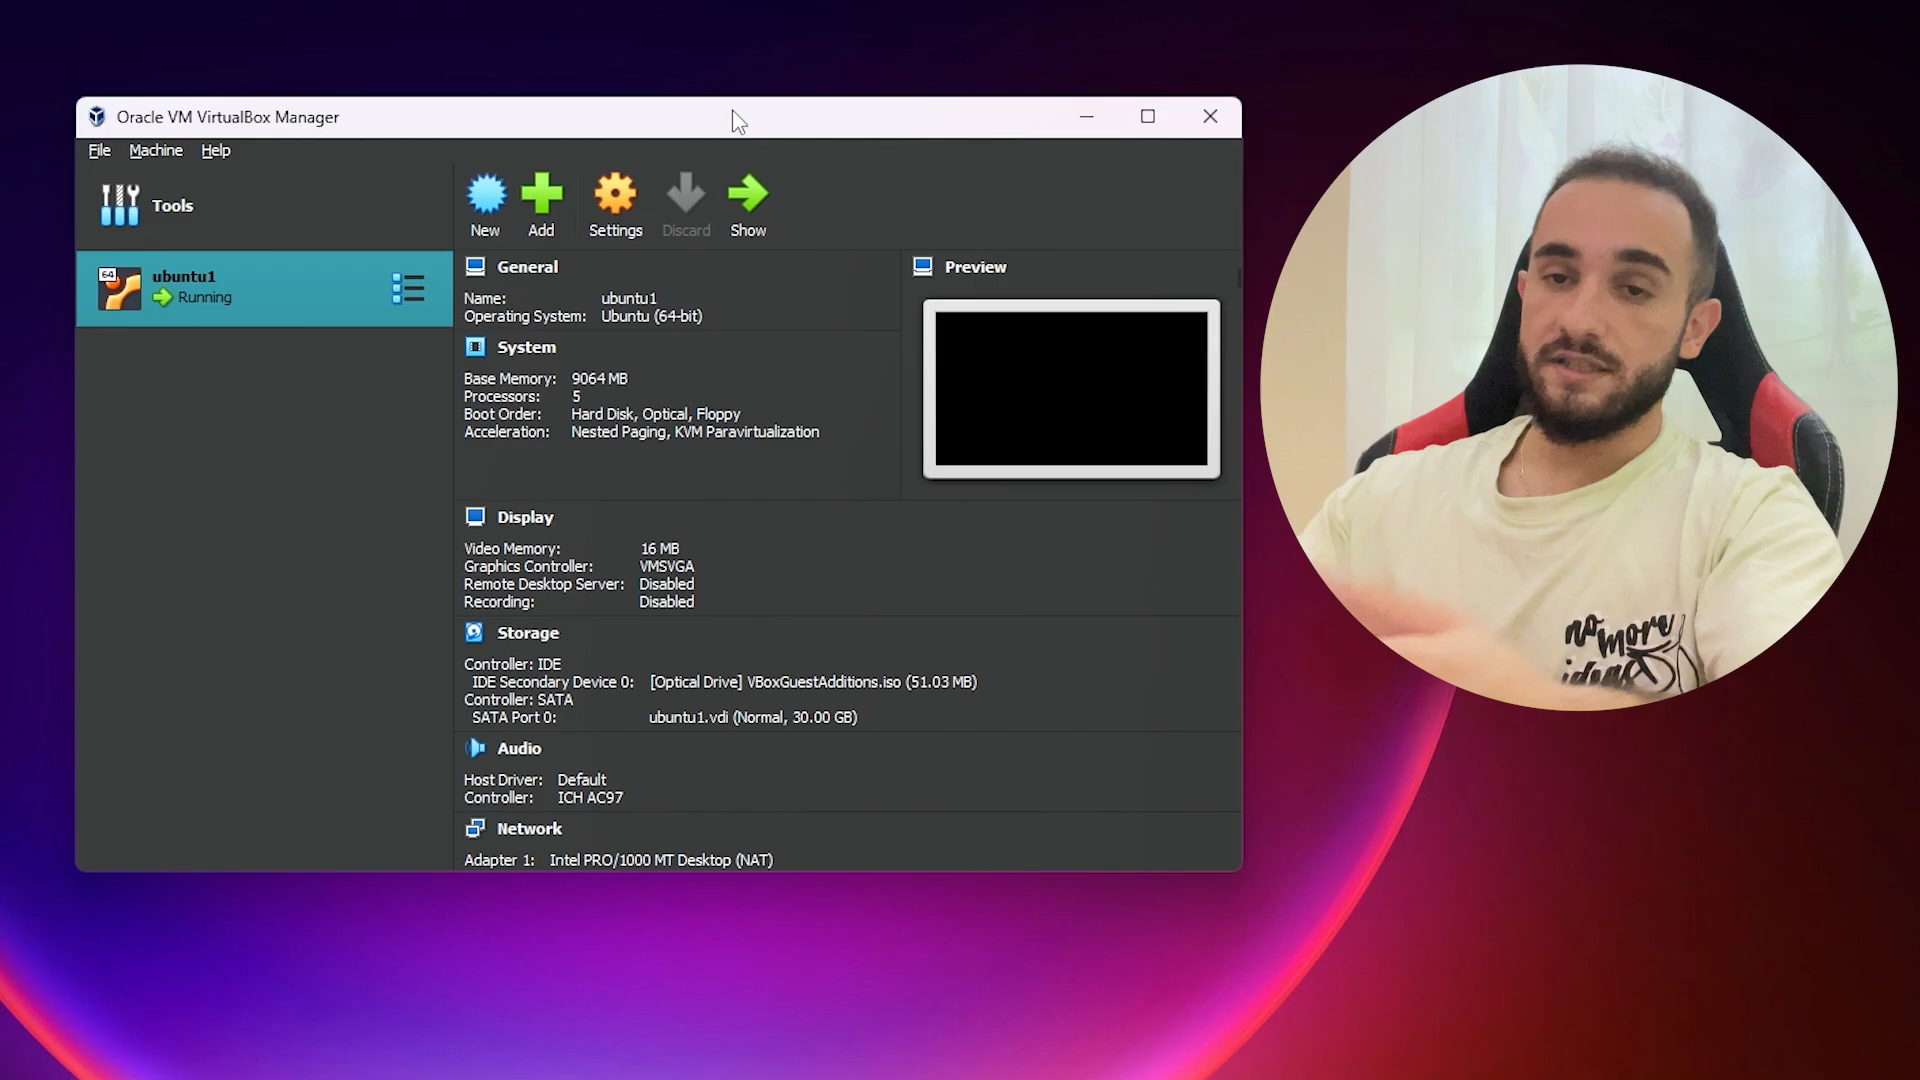 Oracle VM VirtualBox Manager
File Machine Help
Tools
New Add Settings Discard Show
64
ubuntu1
Running
General
Name: ubuntu1
Operating System: Ubuntu (64-bit)
System
Base Memory: 9064 MB
Processors: 5
Boot Order: Hard Disk, Optical, Floppy
Acceleration: Nested Paging, KVM Paravirtualization
Preview
Display
Video Memory: 16 MB
Graphics Controller: VMSVGA
Remote Desktop Server: Disabled
Recording: Disabled
Storage
Controller: IDE
IDE Secondary Device 0: [Optical Drive] VBoxGuestAdditions.iso (51.03 MB)
Controller: SATA
SATA Port 0: ubuntu1.vdi (Normal, 30.00 GB)
Audio
Host Driver: Default
Controller: ICH AC97
Network
Adapter 1: Intel PRO/1000 MT Desktop (NAT)
no
more
ideas